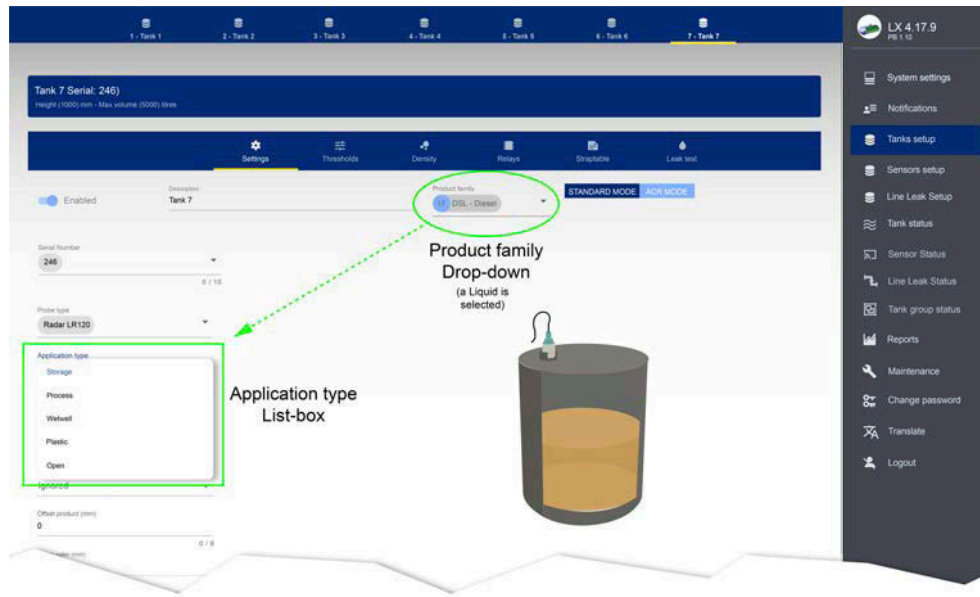 1 - Tank 1
2 - Tank 2
3 - Tank 3
4 - Tank 4
5 - Tank 5
6 - Tank 6
7 - Tank 7
LX 4.17.9
PB 1.10
Tank 7 Serial: 246)
Height (1000) mm - Max volume (5000) litres
Settings
Thresholds
Density
Relays
Straptable
Leak test
Enabled
Description
Tank 7
Product family
DSL - Diesel
STANDARD MODE
ACR MODE
Product family
Drop-down
(a Liquid is
selected)
Serial Number
246
0 / 10
Probe type
Radar LR120
Application type
Storage
Process
Wetwell
Plastic
Open
Application type
List-box
Ignored
Offset product (mm)
0
0 / 8
System settings
Notifications
Tanks setup
Sensors setup
Line Leak Setup
Tank status
Sensor Status
Line Leak Status
Tank group status
Reports
Maintenance
Change password
Translate
Logout